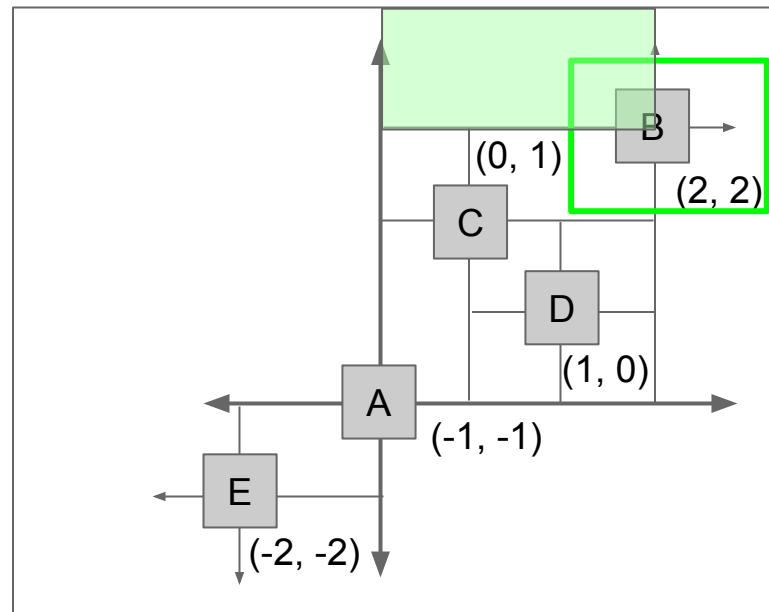 B
(0, 1)
(2, 2)
C
D
(1, 0)
A
(-1, -1)
E
(-2, -2)